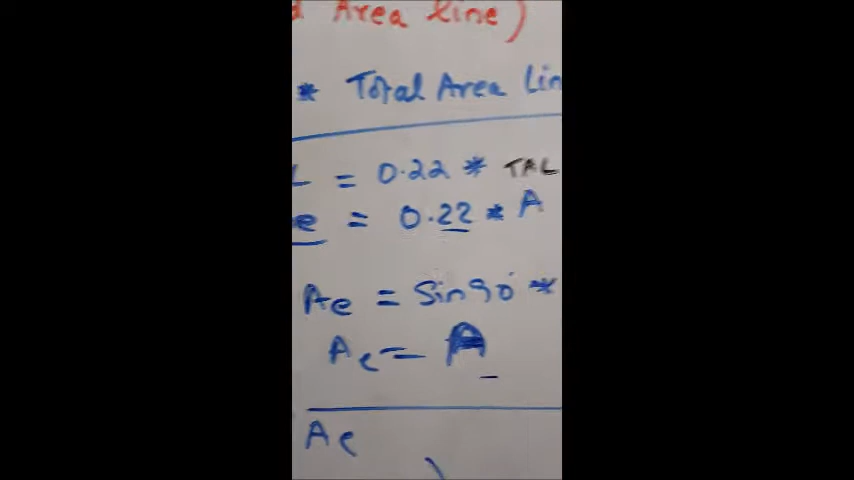 Area line)
* Total Area Lin
L = 0.22 * TAL
e = 0.22 * A
Ae = Sin90° *
Ae = A
Ae